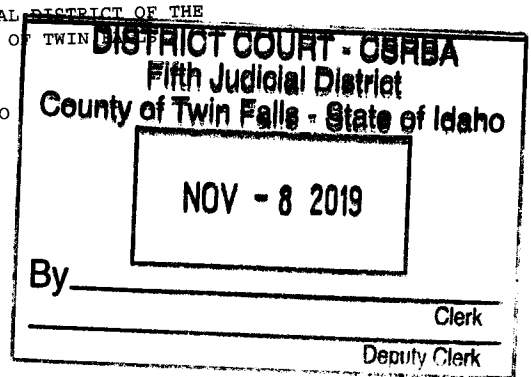 AL DISTRICT OF THE
OF TWIN
DISTRICT COURT - CSRBA
Fifth Judicial District
County of Twin Falls - State of Idaho
O
NOV - 8 2019
By
Clerk
Deputy Clerk